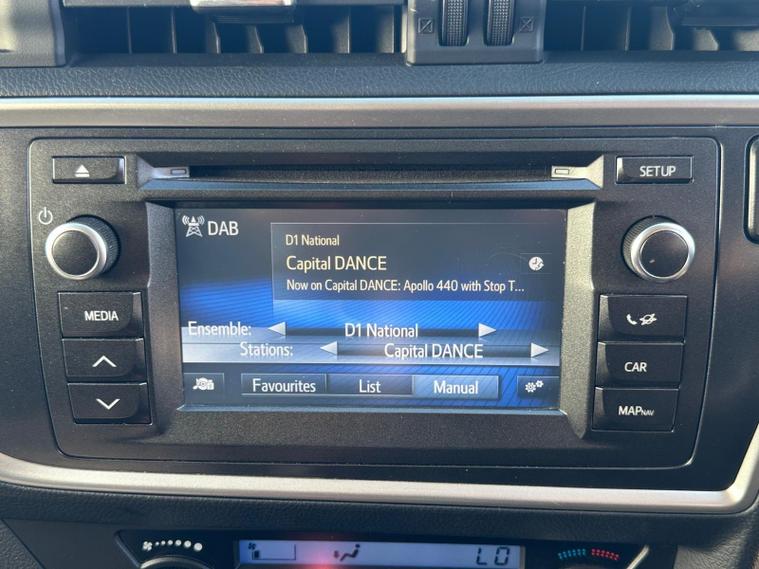 SETUP
DAB
D1 National
Capital DANCE
Now on Capital DANCE: Apollo 440 with Stop T...
MEDIA
Ensemble: D1 National
Stations: Capital DANCE
CAR
Favourites List Manual
MAP NAV
LO